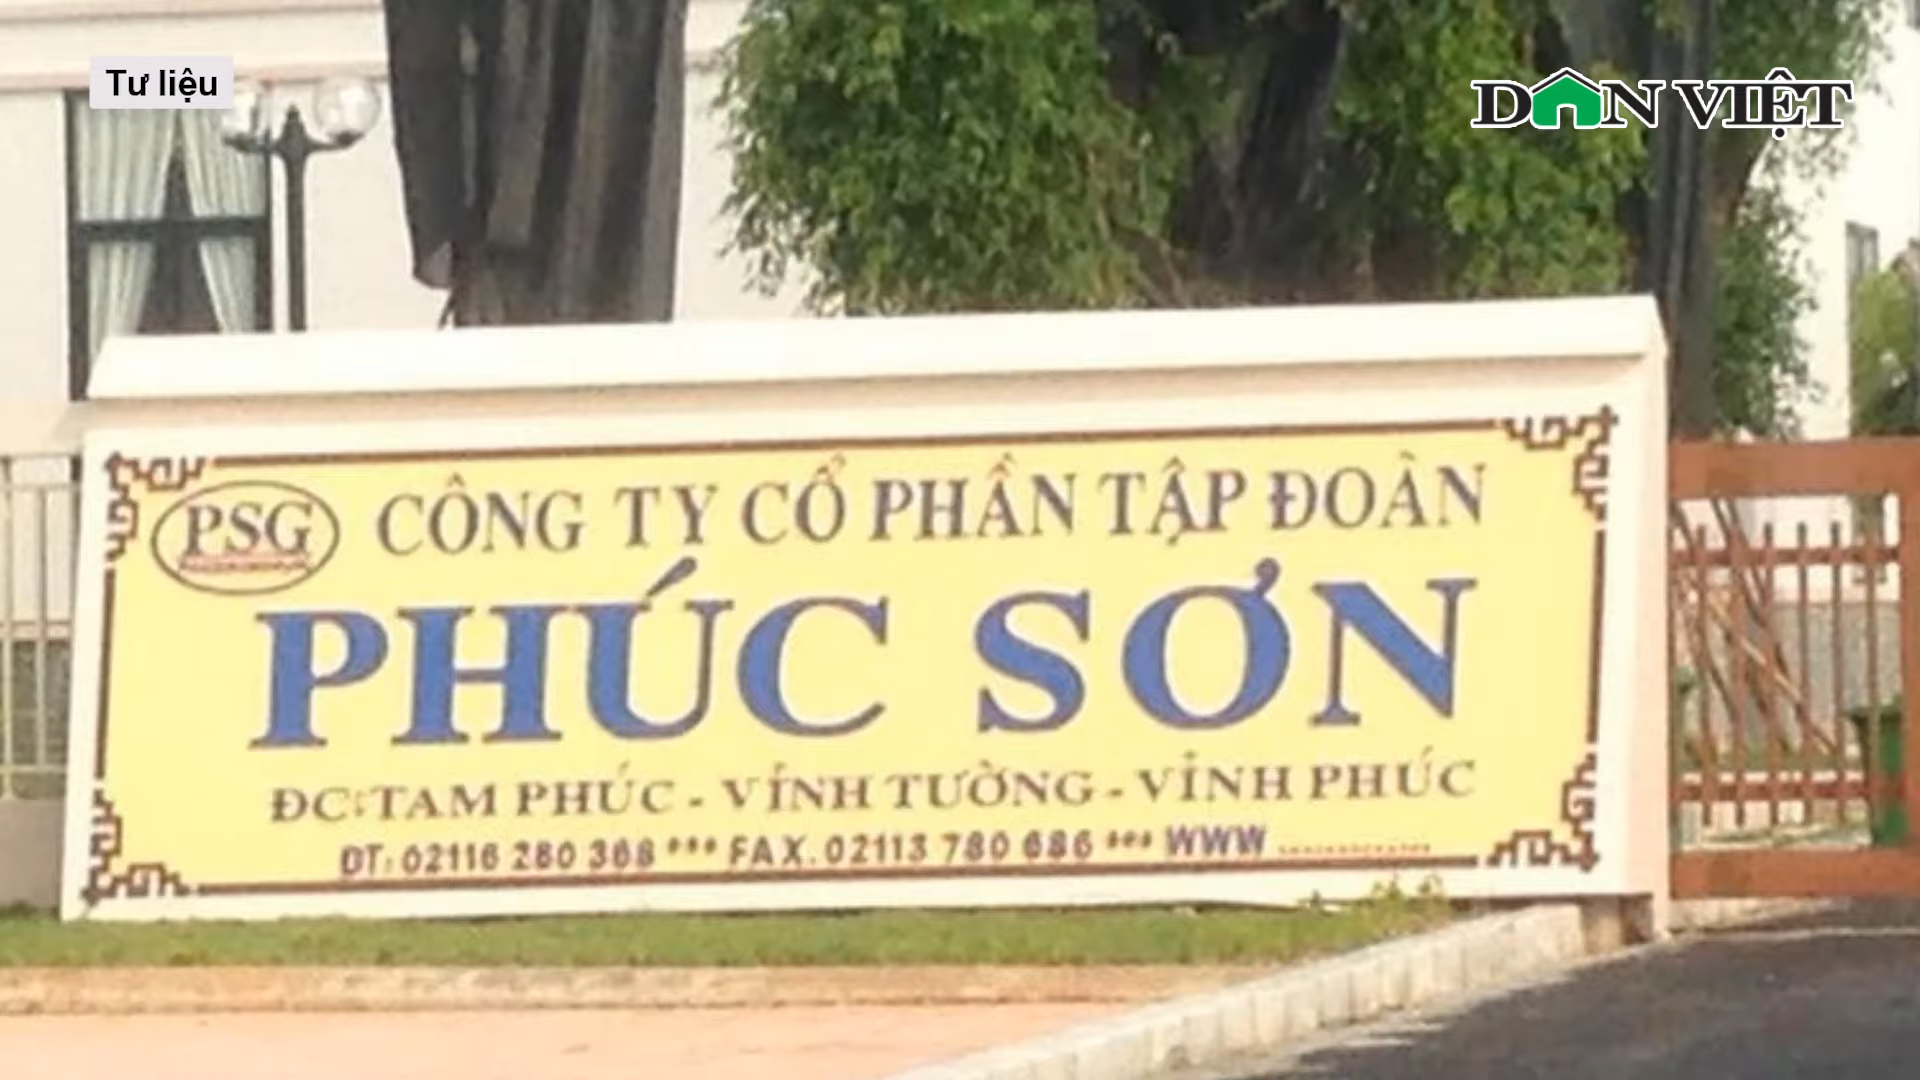 Tư liệu
DÂN VIỆT
PSG
CÔNG TY CỔ PHẦN TẬP ĐOÀN
PHÚC SƠN
ĐC: TAM PHÚC - VĨNH TƯỜNG - VĨNH PHÚC
ĐT: 02116 280 368 *** FAX. 02113 780 686 *** WWW